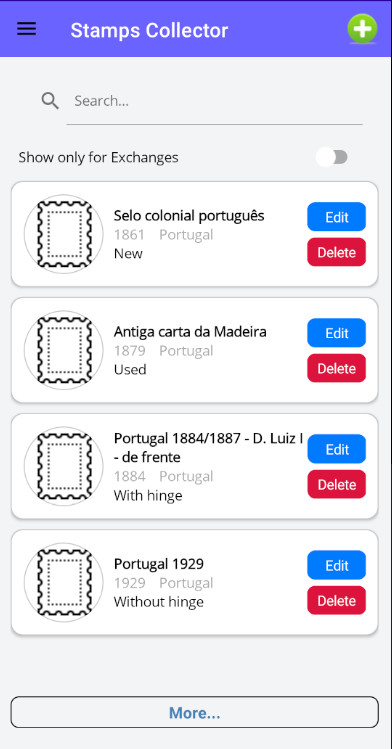 Stamps Collector
Search...
Show only for Exchanges
Selo colonial português
1861 Portugal
New
Edit
Delete
Antiga carta da Madeira
1879 Portugal
Used
Edit
Delete
Portugal 1884/1887 - D. Luiz I
- de frente
1884 Portugal
With hinge
Edit
Delete
Portugal 1929
1929 Portugal
Without hinge
Edit
Delete
More...